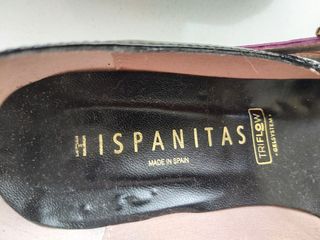 HISPANITAS
MADE IN SPAIN
TRIFLOW
• GELSYSTEM •